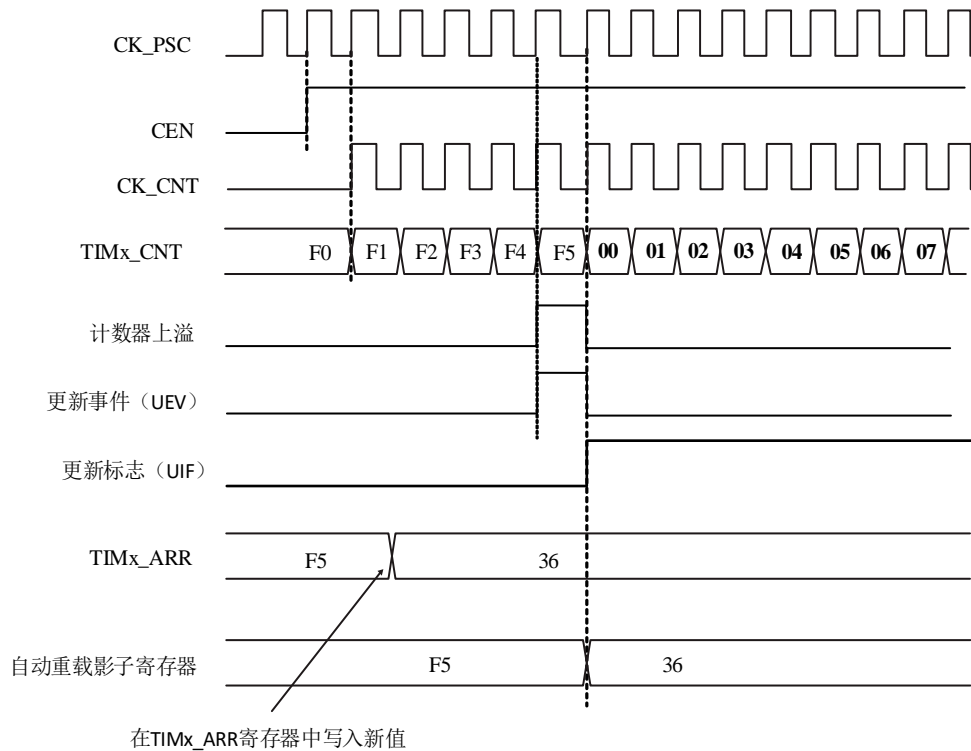 CK_PSC
CEN
CK_CNT
TIMx_CNT F0 F1 F2 F3 F4 F5 00 01 02 03 04 05 06 07
计数器上溢
更新事件（UEV）
更新标志（UIF）
TIMx_ARR F5 36
自动重载影子寄存器 F5 36
在TIMx_ARR寄存器中写入新值